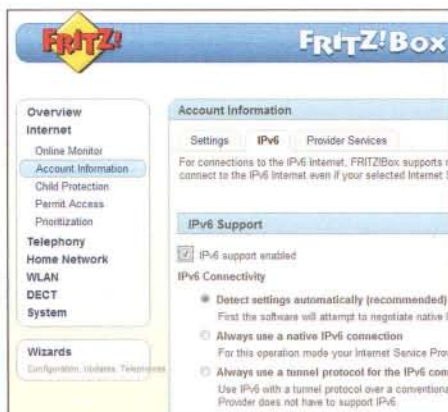 FRITZ!
FRITZ!Box
Overview
Internet
Online Monitor
Account Information
Child Protection
Permit Access
Prioritization
Telephony
Home Network
WLAN
DECT
System
Wizards
Configuration, Updates, Telephones
Account Information
Settings IPv6 Provider Services
For connections to the IPv6 Internet, FRITZ!Box supports
connect to the IPv6 Internet even if your selected Internet
IPv6 Support
IPv6 support enabled
IPv6 Connectivity
Detect settings automatically (recommended)
First the software will attempt to negotiate native
Always use a native IPv6 connection
For this operation mode your Internet Service
Always use a tunnel protocol for the IPv6
Use IPv6 with a tunnel protocol over a
Provider does not have to support IPv6.